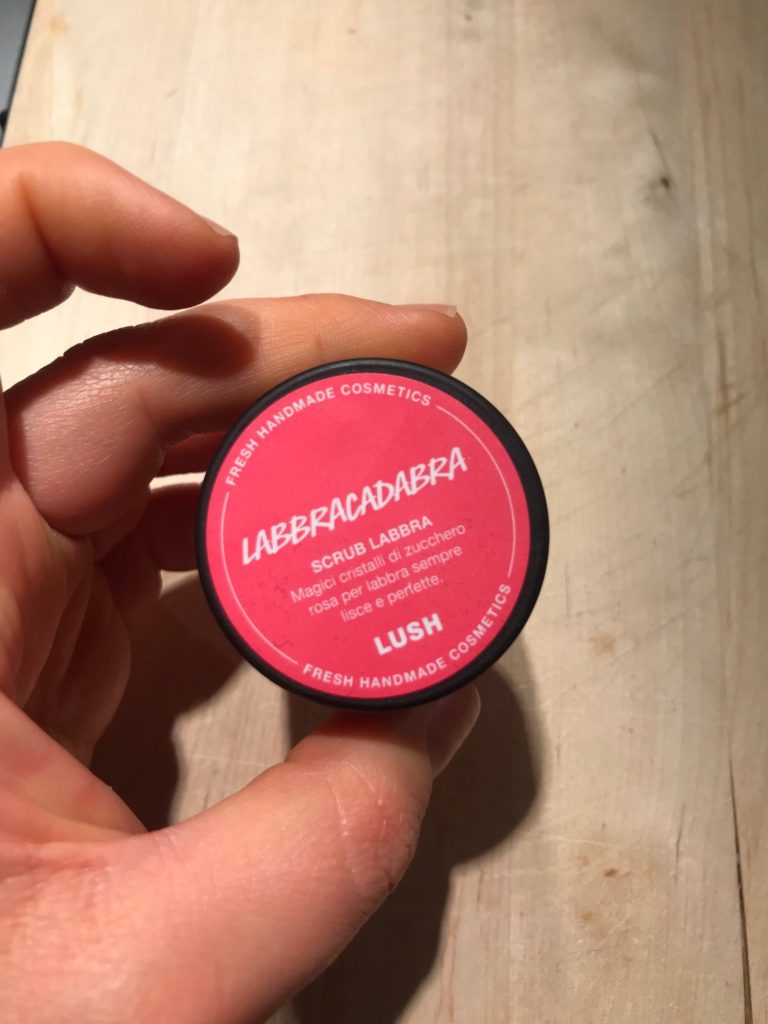 FRESH HANDMADE COSMETICS
LABBRACADABRA
SCRUB LABBRA
Magici cristalli di zucchero
rosa per labbra sempre
lisce e perfette.
LUSH
FRESH HANDMADE COSMETICS